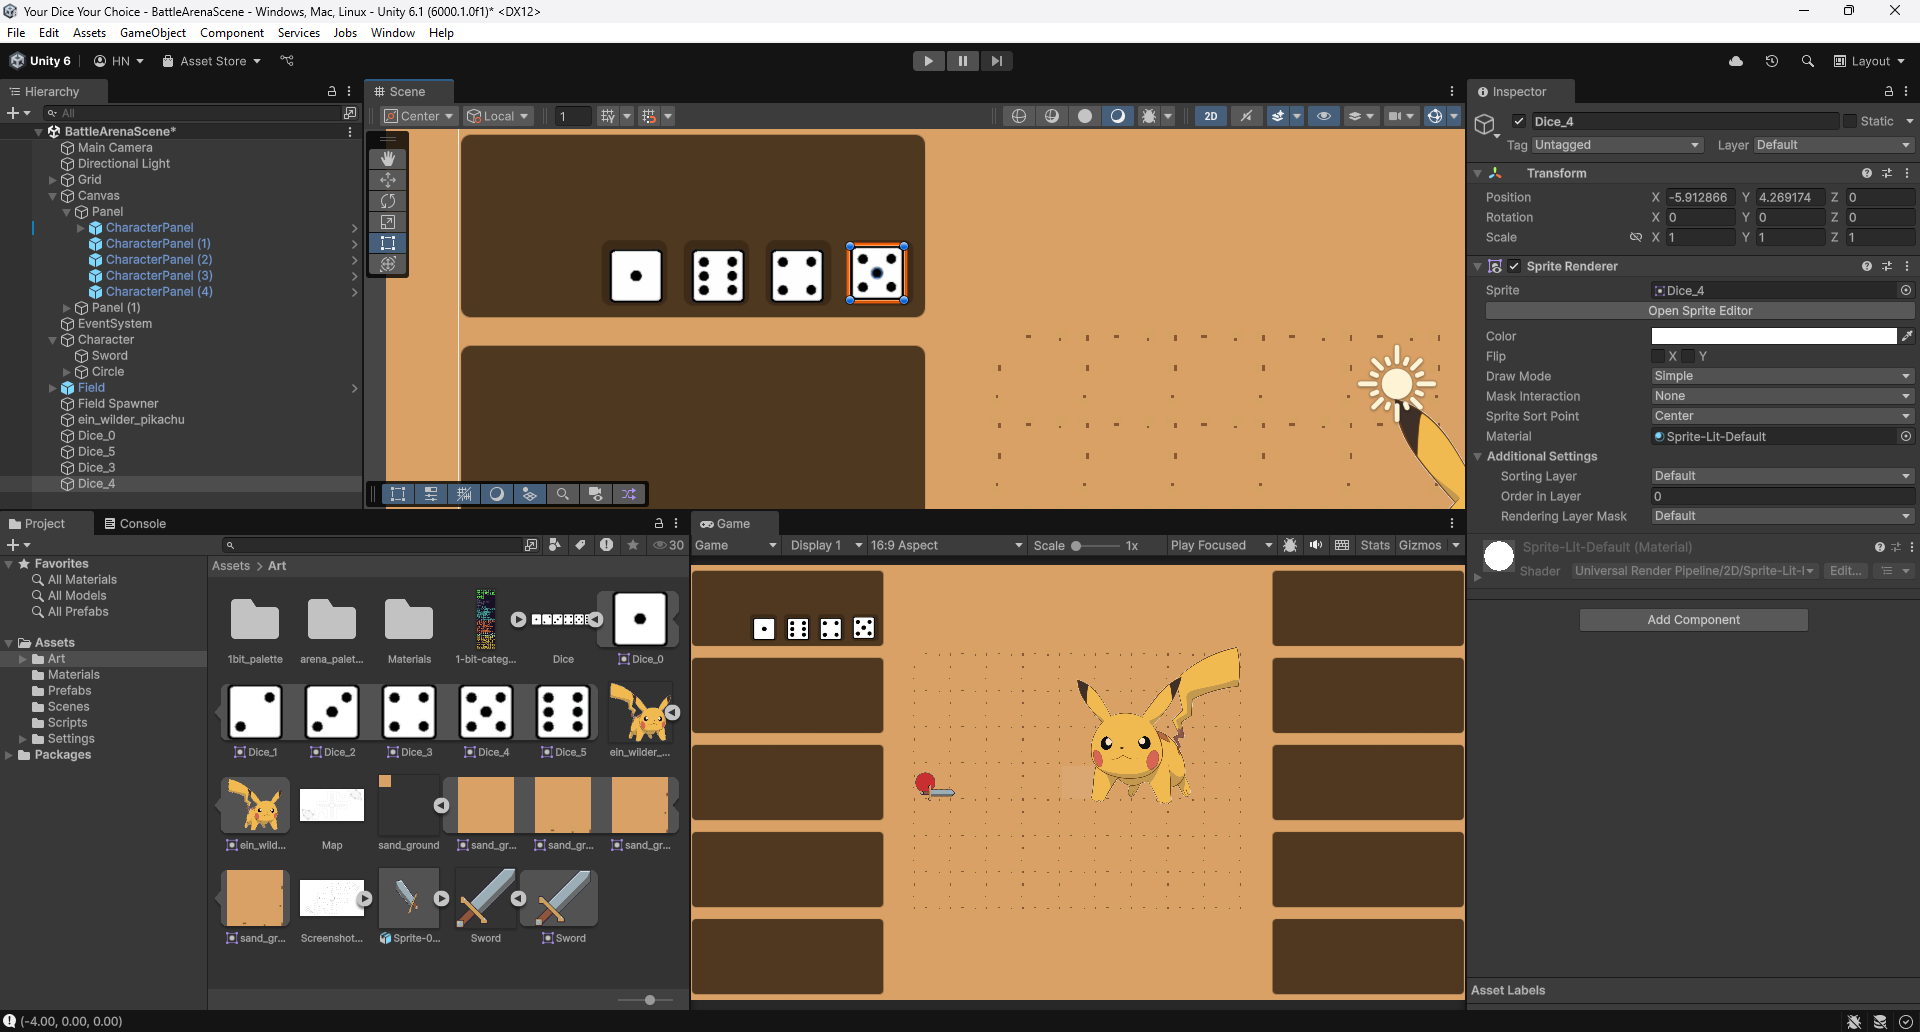 Your Dice Your Choice - BattleArenaScene - Windows, Mac, Linux - Unity 6.1 (6000.1.0f1)* <DX12>
File Edit Assets GameObject Component Services Jobs Window Help
Unity 6 HN Asset Store Layout
Hierarchy
All
BattleArenaScene*
Main Camera
Directional Light
Grid
Canvas
Panel
CharacterPanel
CharacterPanel (1)
CharacterPanel (2)
CharacterPanel (3)
CharacterPanel (4)
Panel (1)
EventSystem
Character
Sword
Circle
Field
Field Spawner
ein_wilder_pikachu
Dice_0
Dice_5
Dice_3
Dice_4
Scene
Center Local 1 2D
Inspector
Dice_4 Static
Tag Untagged Layer Default
Transform
Position X -5.912866 Y 4.269174 Z 0
Rotation X 0 Y 0 Z 0
Scale X 1 Y 1 Z 1
Sprite Renderer
Sprite Dice_4
Open Sprite Editor
Color
Flip X Y
Draw Mode Simple
Mask Interaction None
Sprite Sort Point Center
Material Sprite-Lit-Default
Additional Settings
Sorting Layer Default
Order in Layer 0
Rendering Layer Mask Default
Sprite-Lit-Default (Material)
Shader Universal Render Pipeline/2D/Sprite-Lit-I Edit...
Add Component
Asset Labels
Project Console
30
Favorites
All Materials
All Models
All Prefabs
Assets
Art
Materials
Prefabs
Scenes
Scripts
Settings
Packages
Assets > Art
1bit_palette arena_palet... Materials 1-bit-categ... Dice Dice_0
Dice_1 Dice_2 Dice_3 Dice_4 Dice_5 ein_wilder_...
ein_wild... Map sand_ground sand_gr... sand_gr... sand_gr...
sand_gr... Screenshot... Sprite-0... Sword Sword
Game
Game Display 1 16:9 Aspect Scale 1x Play Focused Stats Gizmos
(-4.00, 0.00, 0.00)